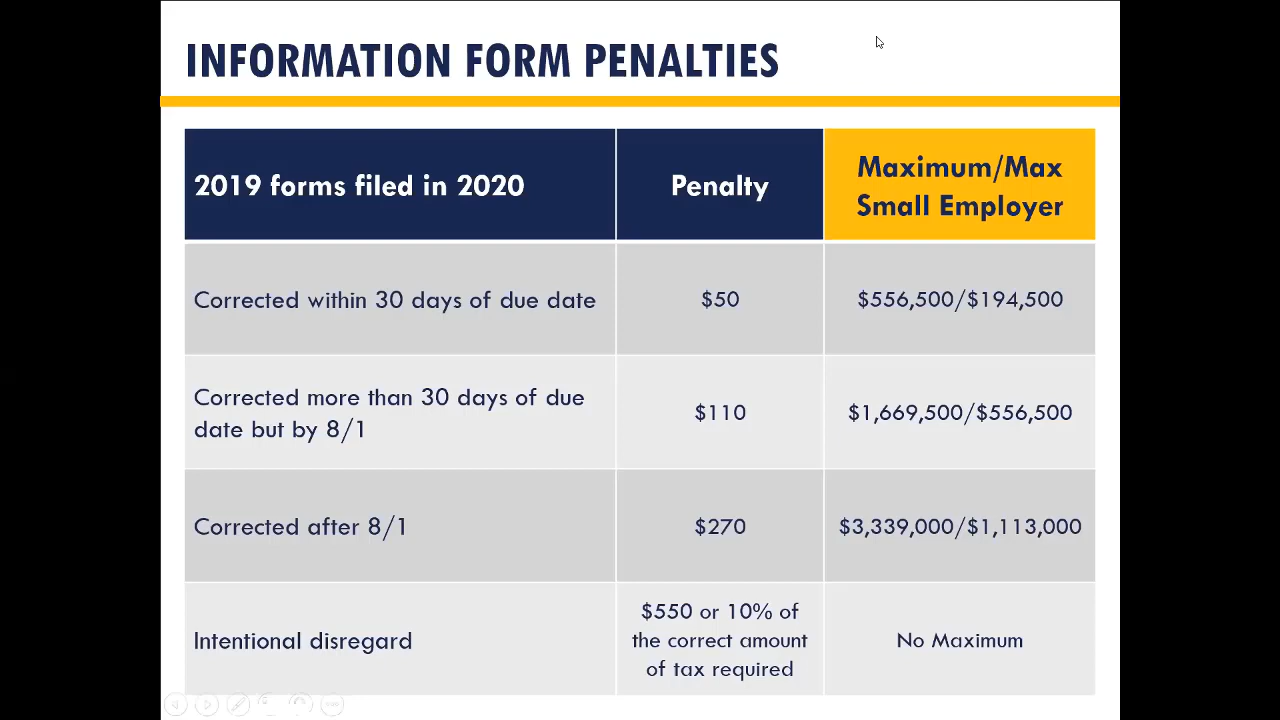 INFORMATION FORM PENALTIES
2019 forms filed in 2020
Penalty
Maximum/Max
Small Employer
Corrected within 30 days of due date
$50
$556,500/$194,500
Corrected more than 30 days of due
date but by 8/1
$110
$1,669,500/$556,500
Corrected after 8/1
$270
$3,339,000/$1,113,000
Intentional disregard
$550 or 10% of
the correct amount
of tax required
No Maximum